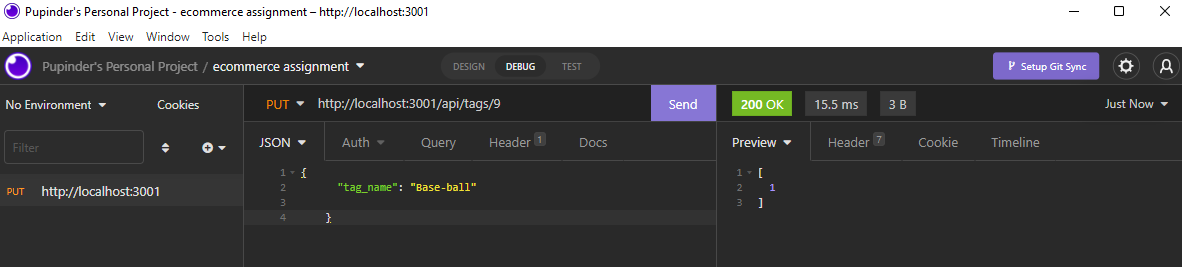 Pupinder's Personal Project - ecommerce assignment – http://localhost:3001
Application Edit View Window Tools Help
Pupinder's Personal Project / ecommerce assignment
DESIGN DEBUG TEST
Setup Git Sync
No Environment Cookies
PUT http://localhost:3001/api/tags/9 Send
200 OK 15.5 ms 3 B Just Now
Filter
JSON Auth Query Header 1 Docs
Preview Header 7 Cookie Timeline
PUT http://localhost:3001
1 {
2 "tag_name": "Base-ball"
3
4 }
1 [
2 1
3 ]